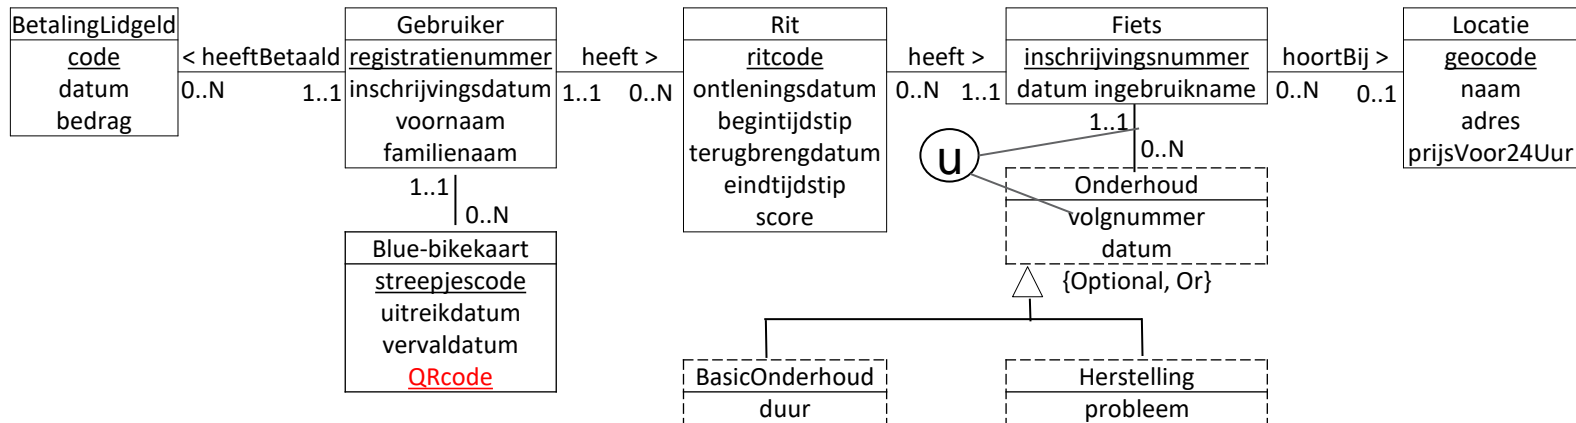 BetalingLidgeld
code
datum
bedrag
< heeftBetaald
0..N
1..1
Gebruiker
registratienummer
inschrijvingsdatum
voornaam
familienaam
heeft >
1..1
0..N
Rit
ritcode
ontleningsdatum
begintijdstip
terugbrengdatum
eindtijdstip
score
heeft >
0..N
1..1
Fiets
inschrijvingsnummer
datum ingebruikname
hoortBij >
0..N
0..1
Locatie
geocode
naam
adres
prijsVoor24Uur
1..1
0..N
Blue-bikekaart
streepjescode
uitreikdatum
vervaldatum
QRcode
1..1
0..N
u
Onderhoud
volgnummer
datum
{Optional, Or}
BasicOnderhoud
duur
Herstelling
probleem